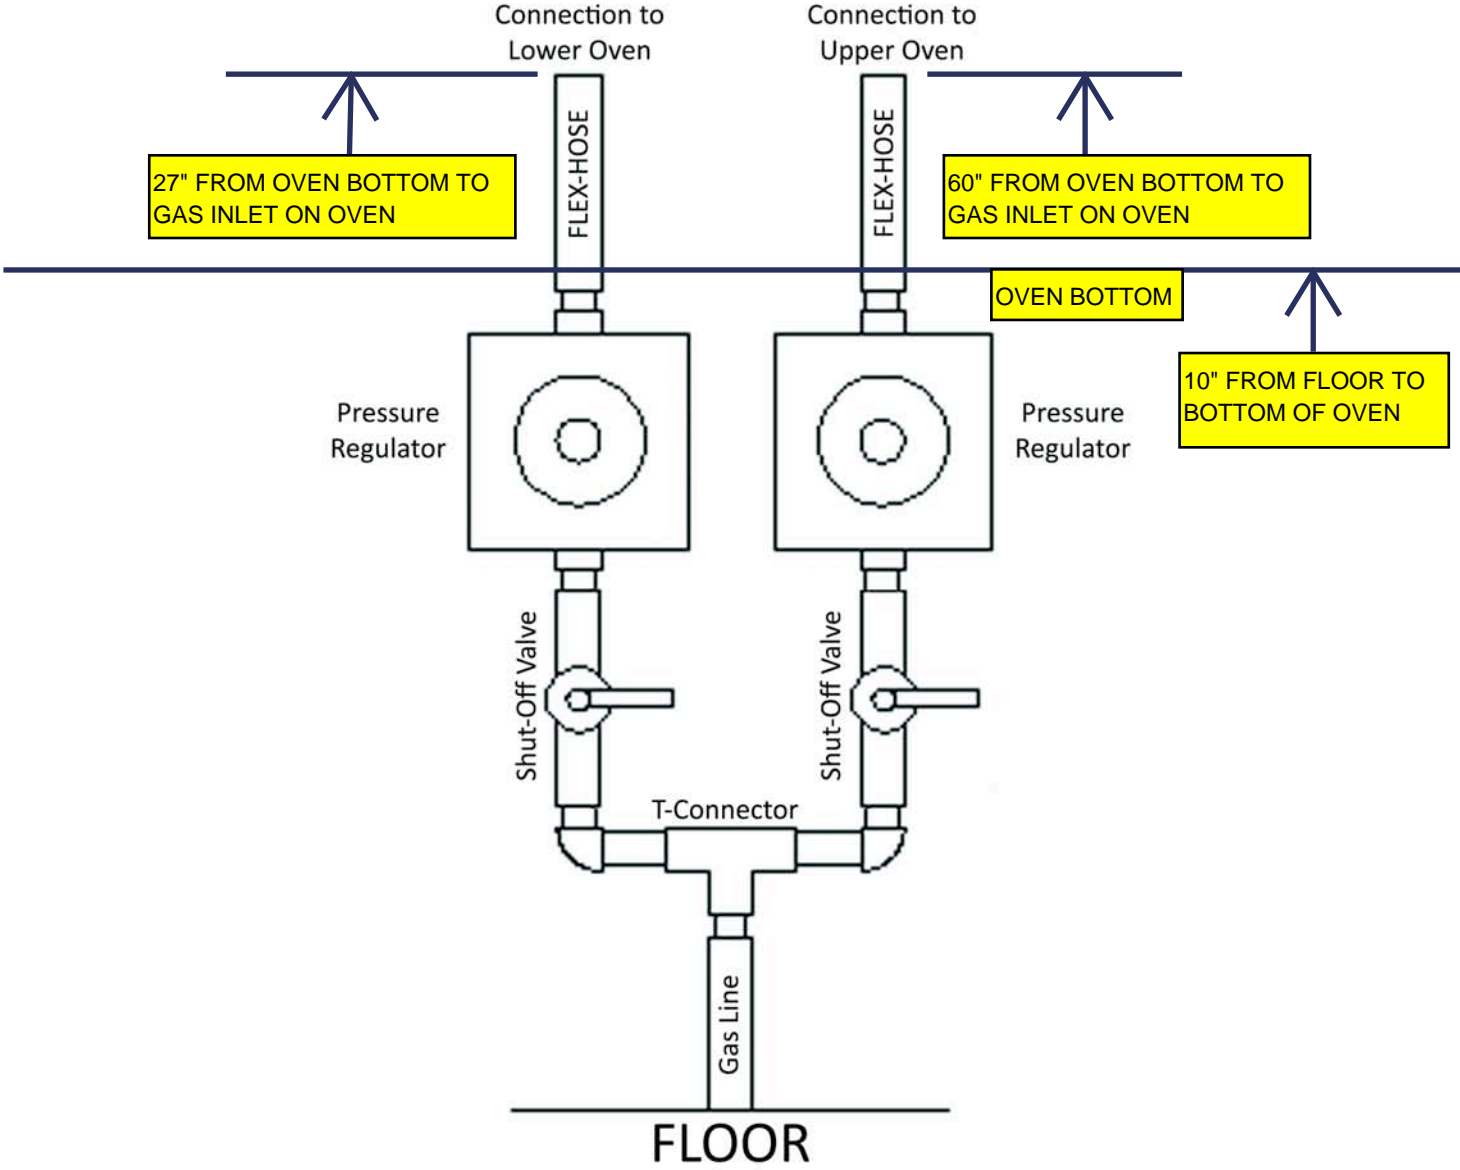 Connection to
Lower Oven
Connection to
Upper Oven
FLEX-HOSE
FLEX-HOSE
27" FROM OVEN BOTTOM TO
GAS INLET ON OVEN
60" FROM OVEN BOTTOM TO
GAS INLET ON OVEN
OVEN BOTTOM
10" FROM FLOOR TO
BOTTOM OF OVEN
Pressure
Regulator
Pressure
Regulator
Shut-Off Valve
Shut-Off Valve
T-Connector
Gas Line
FLOOR